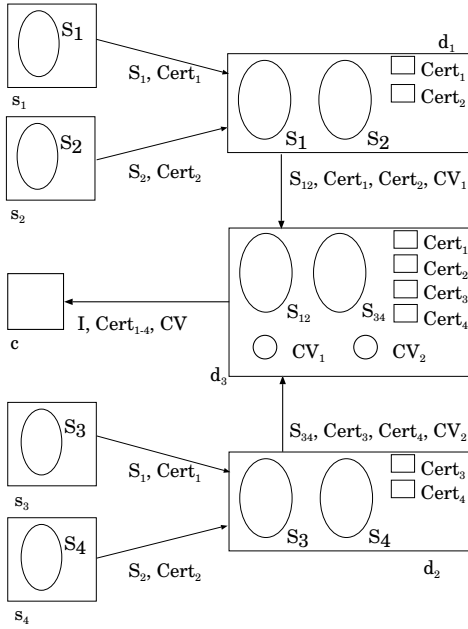 S₁
s₁
S₁, Cert₁
S₂
s₂
S₂, Cert₂
d₁
Cert₁
Cert₂
S₁
S₂
S₁₂, Cert₁, Cert₂, CV₁
Cert₁
Cert₂
Cert₃
Cert₄
S₁₂
S₃₄
CV₁
CV₂
d₃
I, Cert₁₋₄, CV
c
S₃₄, Cert₃, Cert₄, CV₂
S₃
s₃
S₁, Cert₁
S₄
s₄
S₂, Cert₂
Cert₃
Cert₄
S₃
S₄
d₂